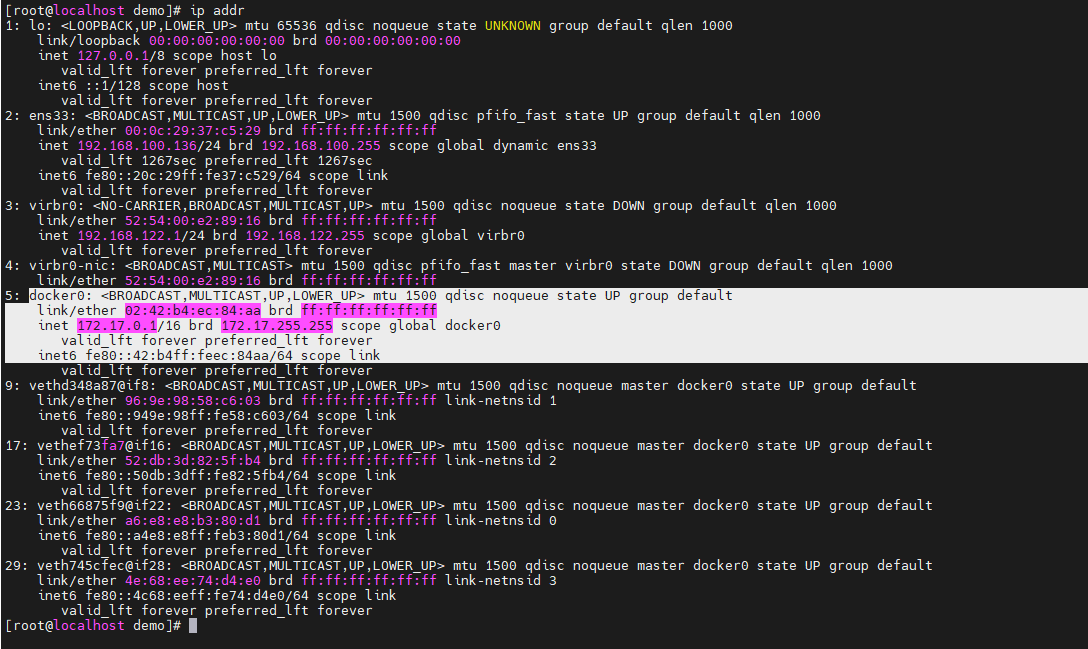 [root@localhost demo]# ip addr
1: lo: <LOOPBACK,UP,LOWER_UP> mtu 65536 qdisc noqueue state UNKNOWN group default qlen 1000
    link/loopback 00:00:00:00:00:00 brd 00:00:00:00:00:00
    inet 127.0.0.1/8 scope host lo
       valid_lft forever preferred_lft forever
    inet6 ::1/128 scope host
       valid_lft forever preferred_lft forever
2: ens33: <BROADCAST,MULTICAST,UP,LOWER_UP> mtu 1500 qdisc pfifo_fast state UP group default qlen 1000
    link/ether 00:0c:29:37:c5:29 brd ff:ff:ff:ff:ff:ff
    inet 192.168.100.136/24 brd 192.168.100.255 scope global dynamic ens33
       valid_lft 1267sec preferred_lft 1267sec
    inet6 fe80::20c:29ff:fe37:c529/64 scope link
       valid_lft forever preferred_lft forever
3: virbr0: <NO-CARRIER,BROADCAST,MULTICAST,UP> mtu 1500 qdisc noqueue state DOWN group default qlen 1000
    link/ether 52:54:00:e2:89:16 brd ff:ff:ff:ff:ff:ff
    inet 192.168.122.1/24 brd 192.168.122.255 scope global virbr0
       valid_lft forever preferred_lft forever
4: virbr0-nic: <BROADCAST,MULTICAST> mtu 1500 qdisc pfifo_fast master virbr0 state DOWN group default qlen 1000
    link/ether 52:54:00:e2:89:16 brd ff:ff:ff:ff:ff:ff
5: docker0: <BROADCAST,MULTICAST,UP,LOWER_UP> mtu 1500 qdisc noqueue state UP group default
    link/ether 02:42:b4:ec:84:aa brd ff:ff:ff:ff:ff:ff
    inet 172.17.0.1/16 brd 172.17.255.255 scope global docker0
       valid_lft forever preferred_lft forever
    inet6 fe80::42:b4ff:feec:84aa/64 scope link
       valid_lft forever preferred_lft forever
9: vethd348a87@if8: <BROADCAST,MULTICAST,UP,LOWER_UP> mtu 1500 qdisc noqueue master docker0 state UP group default
    link/ether 96:9e:98:58:c6:03 brd ff:ff:ff:ff:ff:ff link-netnsid 1
    inet6 fe80::949e:98ff:fe58:c603/64 scope link
       valid_lft forever preferred_lft forever
17: vethef73fa7@if16: <BROADCAST,MULTICAST,UP,LOWER_UP> mtu 1500 qdisc noqueue master docker0 state UP group default
    link/ether 52:db:3d:82:5f:b4 brd ff:ff:ff:ff:ff:ff link-netnsid 2
    inet6 fe80::50db:3dff:fe82:5fb4/64 scope link
       valid_lft forever preferred_lft forever
23: veth66875f9@if22: <BROADCAST,MULTICAST,UP,LOWER_UP> mtu 1500 qdisc noqueue master docker0 state UP group default
    link/ether a6:e8:e8:b3:80:d1 brd ff:ff:ff:ff:ff:ff link-netnsid 0
    inet6 fe80::a4e8:e8ff:feb3:80d1/64 scope link
       valid_lft forever preferred_lft forever
29: veth745cfec@if28: <BROADCAST,MULTICAST,UP,LOWER_UP> mtu 1500 qdisc noqueue master docker0 state UP group default
    link/ether 4e:68:ee:74:d4:e0 brd ff:ff:ff:ff:ff:ff link-netnsid 3
    inet6 fe80::4c68:eeff:fe74:d4e0/64 scope link
       valid_lft forever preferred_lft forever
[root@localhost demo]#